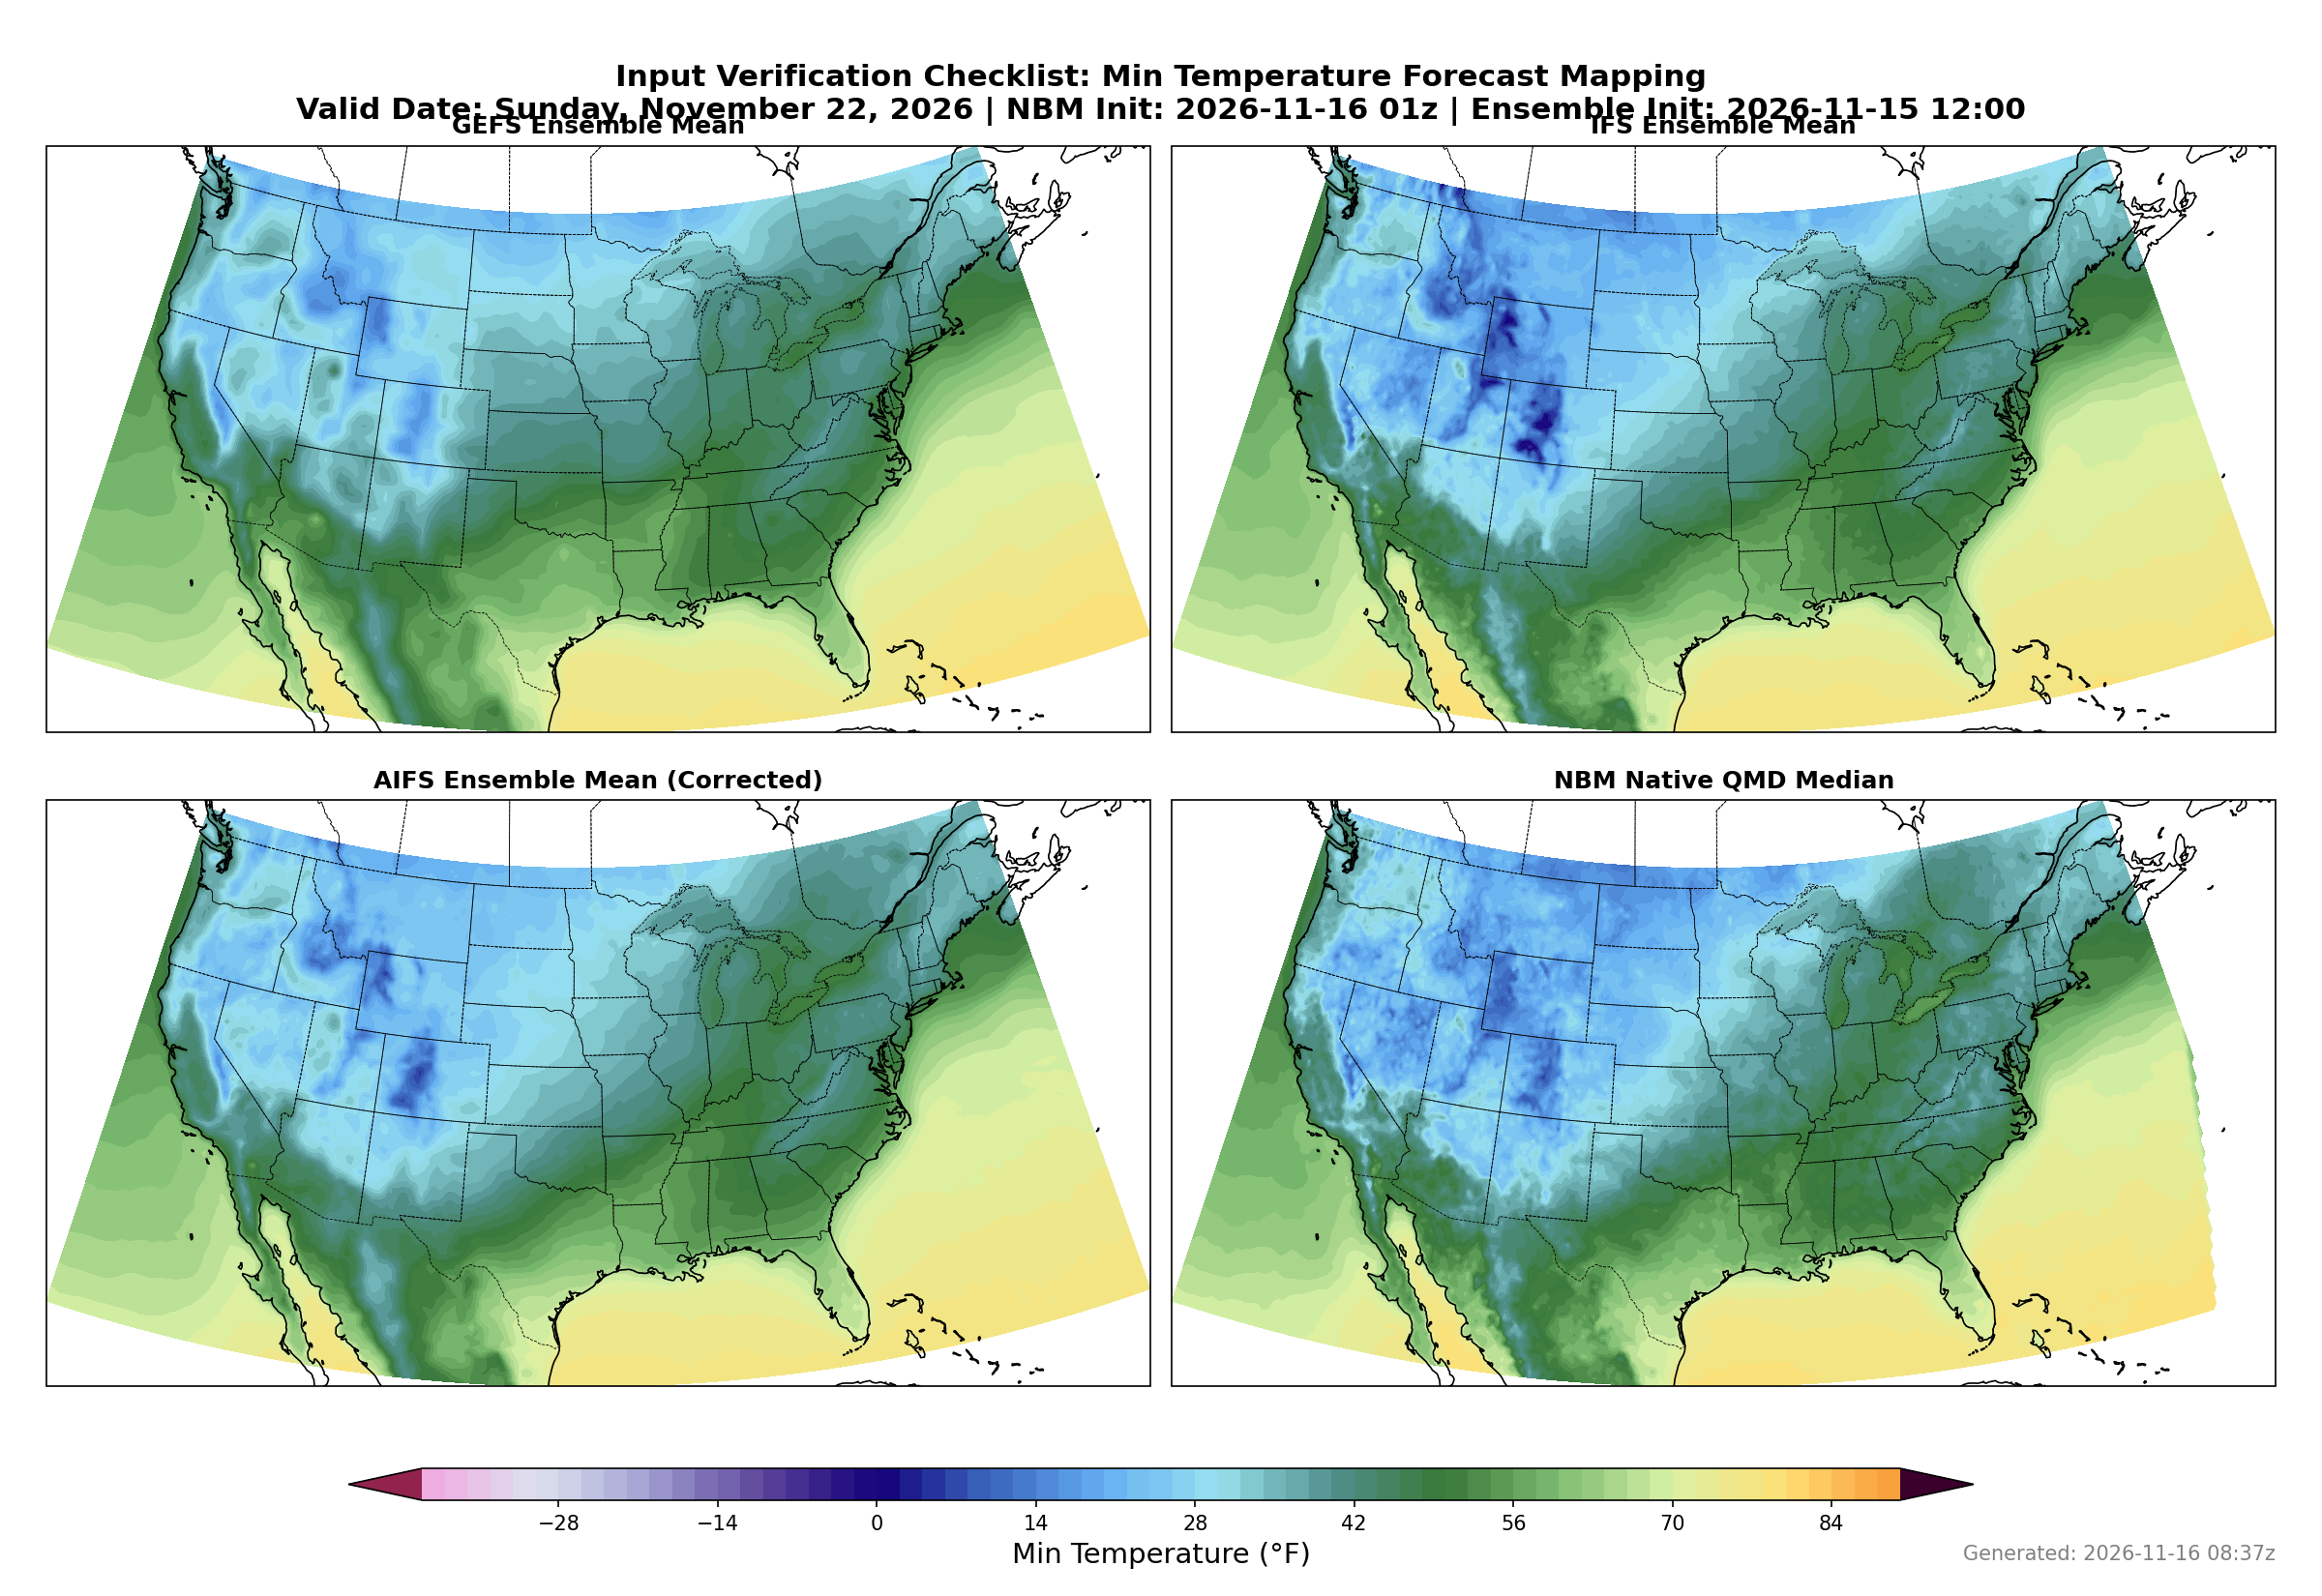 Input Verification Checklist: Min Temperature Forecast Mapping
Valid Date: Sunday, November 22, 2026 | NBM Init: 2026-11-16 01z | Ensemble Init: 2026-11-15 12:00
GEFS Ensemble Mean
IFS Ensemble Mean
AIFS Ensemble Mean (Corrected)
NBM Native QMD Median
−28 −14 0 14 28 42 56 70 84
Min Temperature (°F)
Generated: 2026-11-16 08:37z